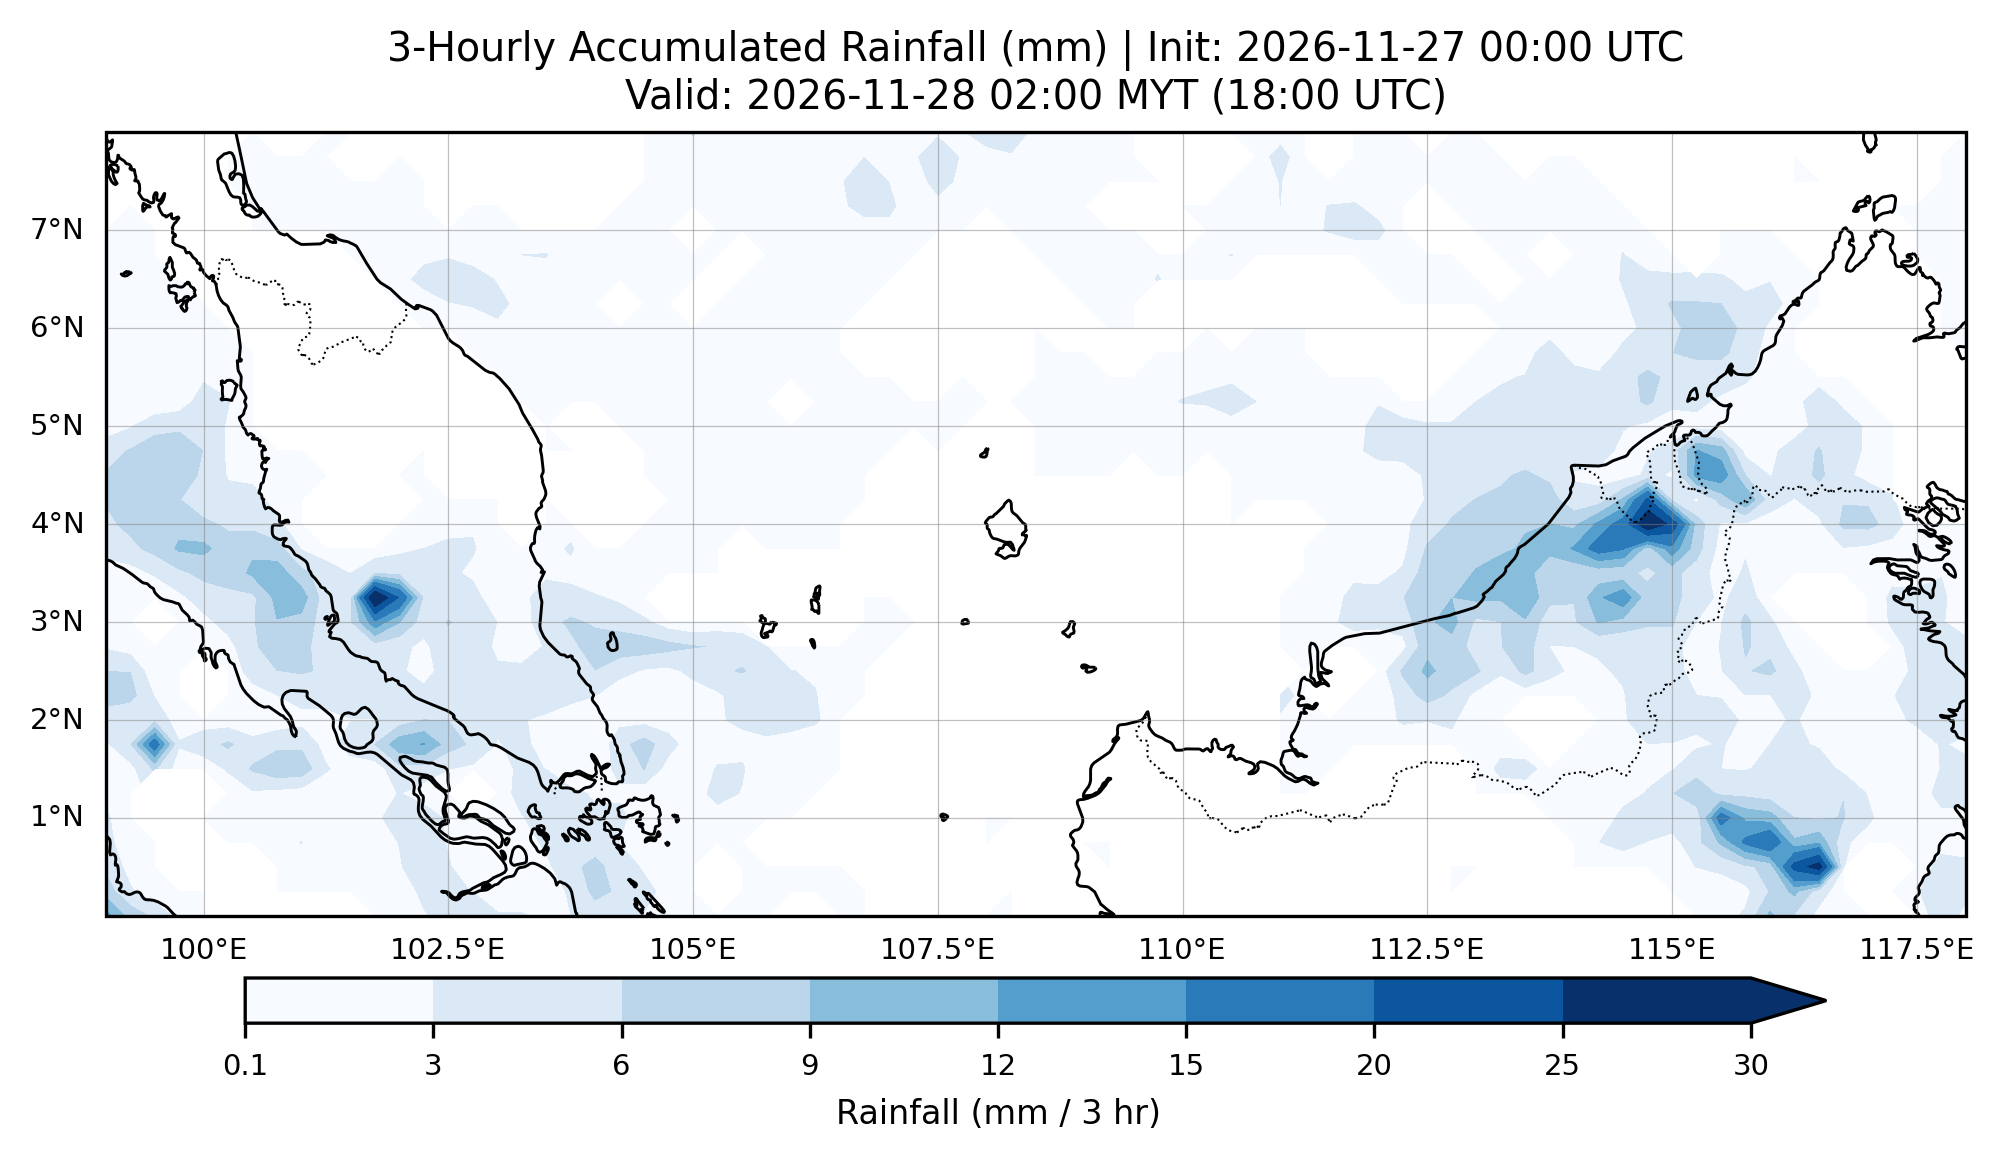 3-Hourly Accumulated Rainfall (mm) | Init: 2026-11-27 00:00 UTC
Valid: 2026-11-28 02:00 MYT (18:00 UTC)
7°N
6°N
5°N
4°N
3°N
2°N
1°N
100°E 102.5°E 105°E 107.5°E 110°E 112.5°E 115°E 117.5°E
0.1 3 6 9 12 15 20 25 30
Rainfall (mm / 3 hr)